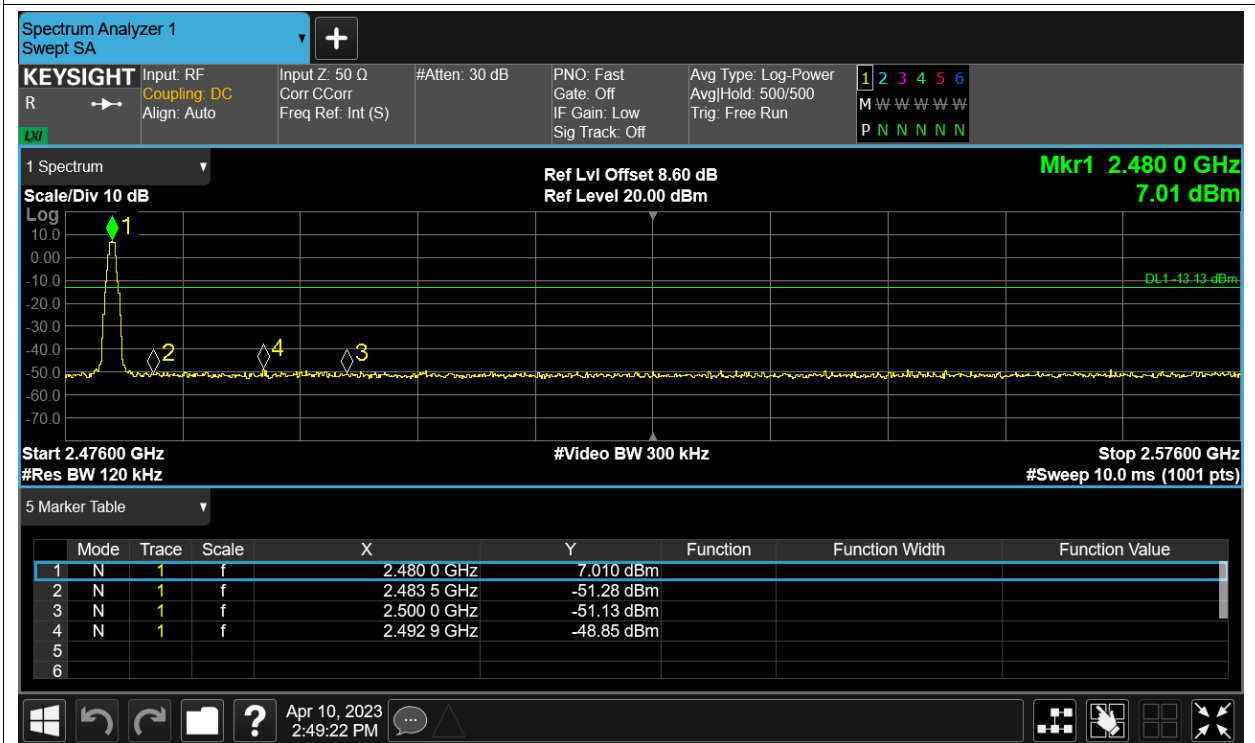 Spectrum Analyzer 1
Swept SA
KEYSIGHT Input: RF Input Z: 50 Ω #Atten: 30 dB PNO: Fast Avg Type: Log-Power 1 2 3 4 5 6
R Coupling: DC Corr CCorr Gate: Off Avg|Hold: 500/500 M W W W W W
Align: Auto Freq Ref: Int (S) IF Gain: Low Trig: Free Run
LXI Sig Track: Off P N N N N N
1 Spectrum Ref Lvl Offset 8.60 dB Mkr1 2.480 0 GHz
Scale/Div 10 dB Ref Level 20.00 dBm 7.01 dBm
Log
1
10.0
0.00
-10.0 DL1 -13.13 dBm
-20.0
-30.0
-40.0
2 4 3
-50.0
-60.0
-70.0
Start 2.47600 GHz #Video BW 300 kHz Stop 2.57600 GHz
#Res BW 120 kHz #Sweep 10.0 ms (1001 pts)
5 Marker Table
Mode Trace Scale X Y Function Function Width Function Value
1 N 1 f 2.480 0 GHz 7.010 dBm
2 N 1 f 2.483 5 GHz -51.28 dBm
3 N 1 f 2.500 0 GHz -51.13 dBm
4 N 1 f 2.492 9 GHz -48.85 dBm
5
6
? Apr 10, 2023
2:49:22 PM